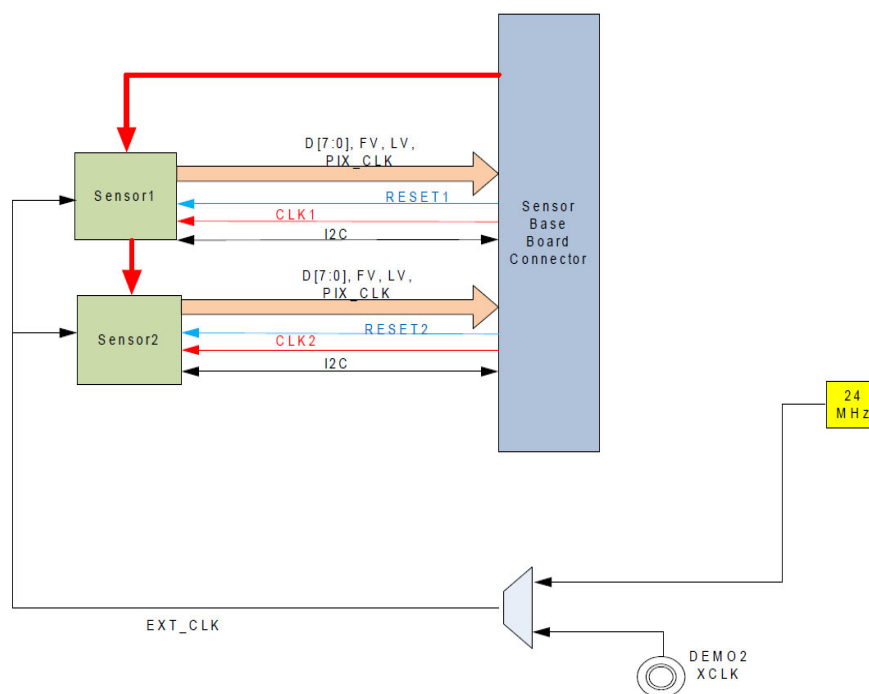 D[7:0], FV, LV,
PIX_CLK
Sensor1
RESET1
CLK1
I2C
Sensor
Base
Board
Connector
D[7:0], FV, LV,
PIX_CLK
Sensor2
RESET2
CLK2
I2C
24
MHz
EXT_CLK
DEMO2
XCLK